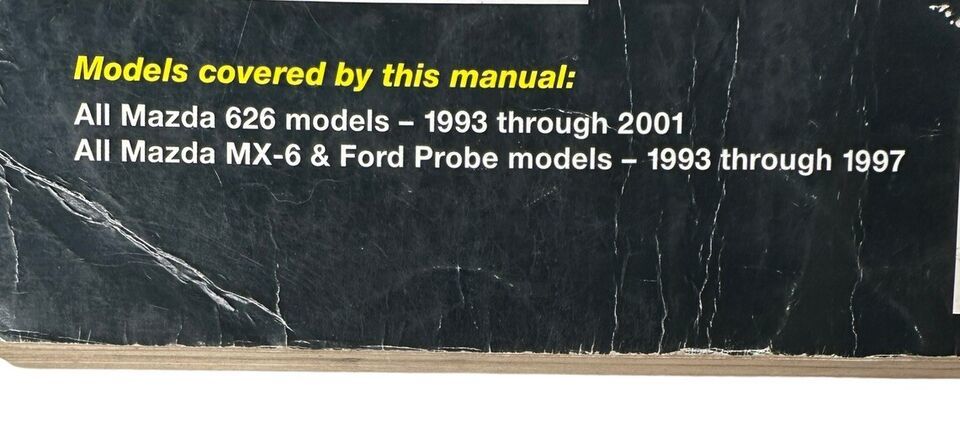 Models covered by this manual:
All Mazda 626 models – 1993 through 2001
All Mazda MX-6 & Ford Probe models – 1993 through 1997